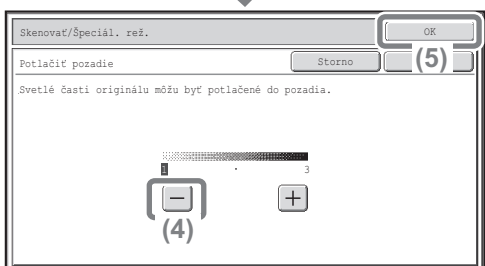 Skenovať/Špeciál. rež.
OK
Potlačiť pozadie
Storno
(5)
Svetlé časti originálu môžu byť potlačené do pozadia.
1 · 3
− +
(4)